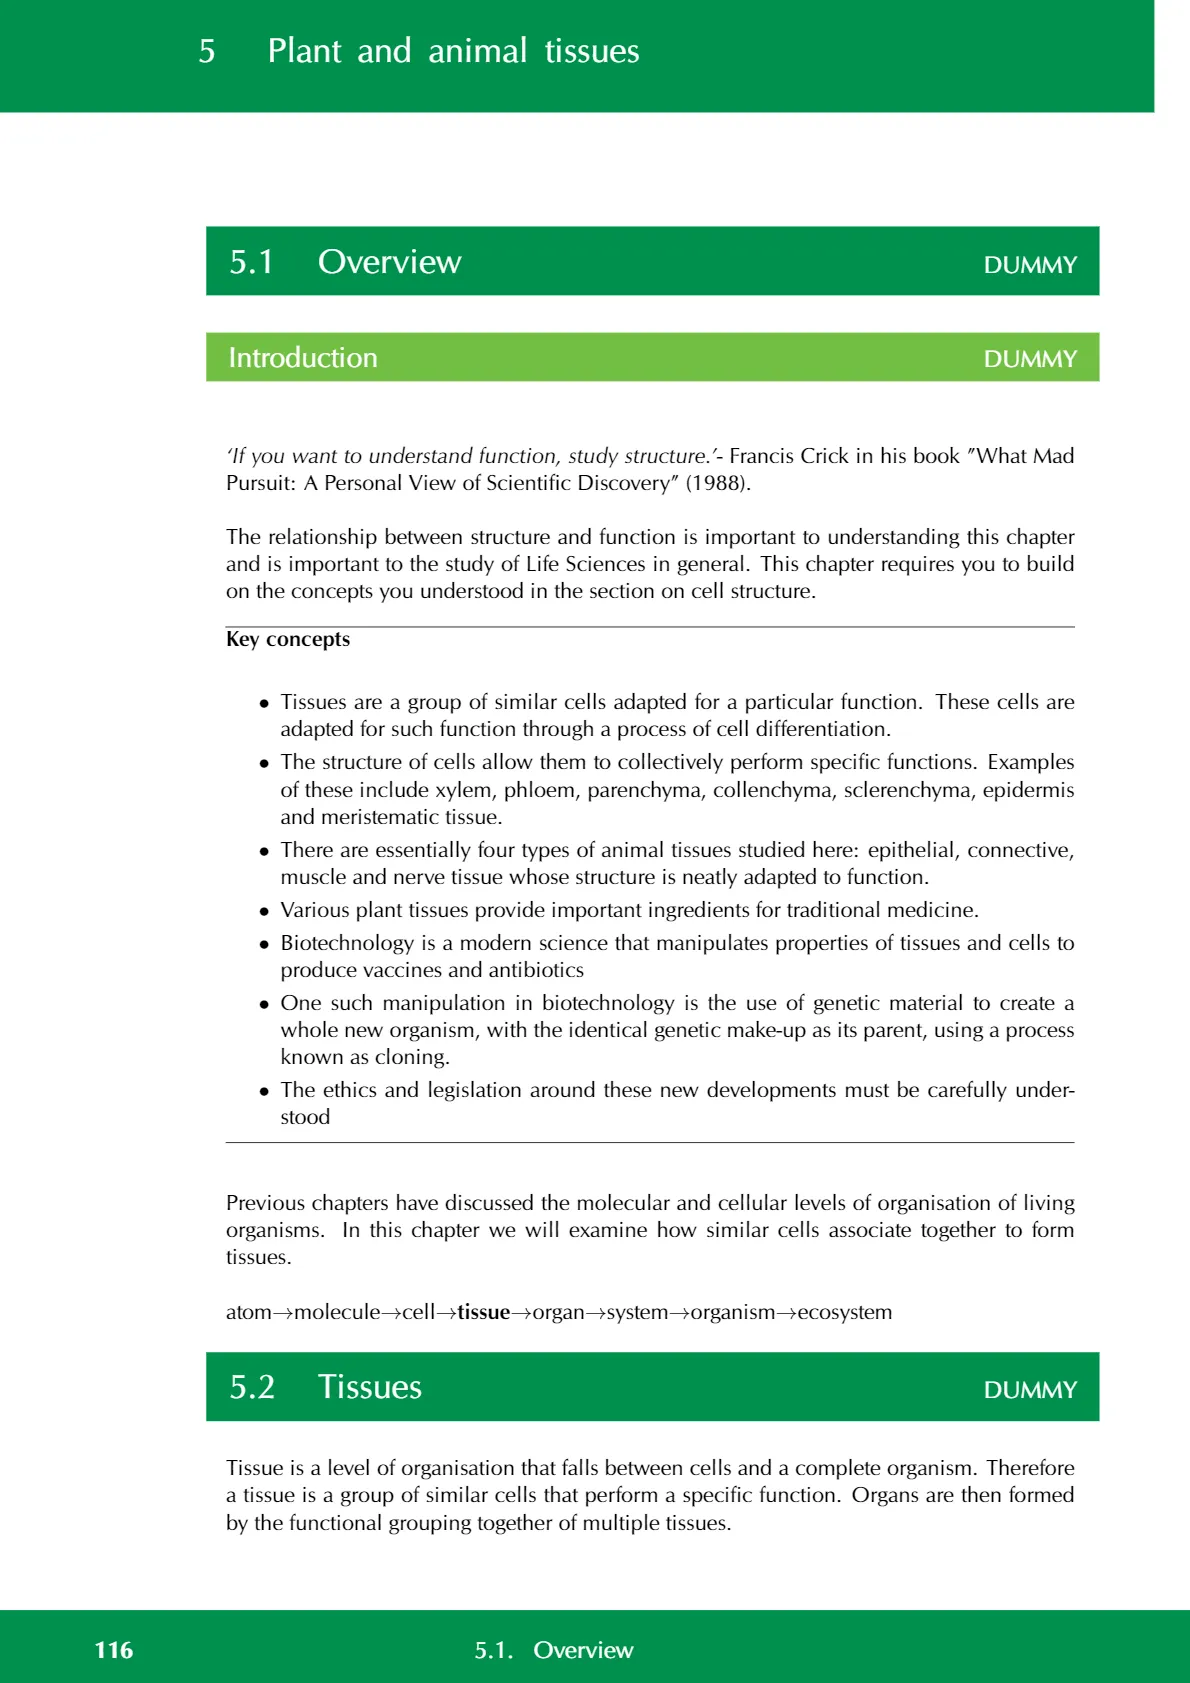 5 Plant and animal tissues
5.1 Overview DUMMY
Introduction DUMMY
‘If you want to understand function, study structure.’- Francis Crick in his book ”What Mad
Pursuit: A Personal View of Scientific Discovery” (1988).
The relationship between structure and function is important to understanding this chapter
and is important to the study of Life Sciences in general. This chapter requires you to build
on the concepts you understood in the section on cell structure.
Key concepts
• Tissues are a group of similar cells adapted for a particular function. These cells are
adapted for such function through a process of cell differentiation.
• The structure of cells allow them to collectively perform specific functions. Examples
of these include xylem, phloem, parenchyma, collenchyma, sclerenchyma, epidermis
and meristematic tissue.
• There are essentially four types of animal tissues studied here: epithelial, connective,
muscle and nerve tissue whose structure is neatly adapted to function.
• Various plant tissues provide important ingredients for traditional medicine.
• Biotechnology is a modern science that manipulates properties of tissues and cells to
produce vaccines and antibiotics
• One such manipulation in biotechnology is the use of genetic material to create a
whole new organism, with the identical genetic make-up as its parent, using a process
known as cloning.
• The ethics and legislation around these new developments must be carefully under-
stood
Previous chapters have discussed the molecular and cellular levels of organisation of living
organisms. In this chapter we will examine how similar cells associate together to form
tissues.
atom→molecule→cell→tissue→organ→system→organism→ecosystem
5.2 Tissues DUMMY
Tissue is a level of organisation that falls between cells and a complete organism. Therefore
a tissue is a group of similar cells that perform a specific function. Organs are then formed
by the functional grouping together of multiple tissues.
116 5.1. Overview